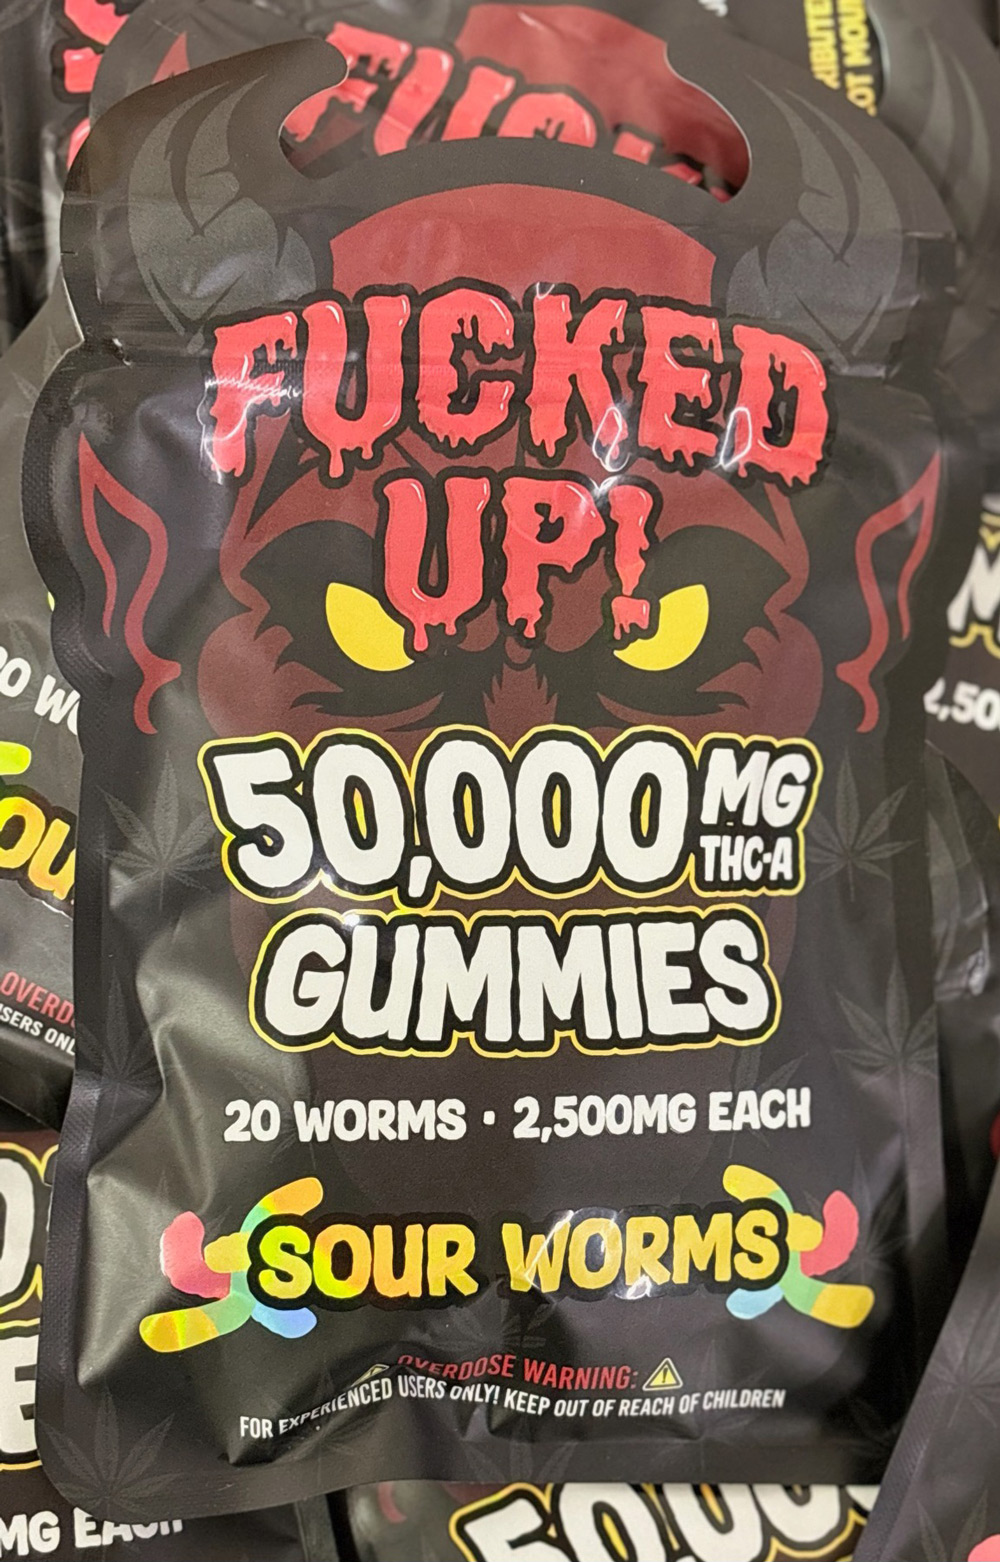 FUCKED
UP!
50,000 MG
THC-A
GUMMIES
20 WORMS • 2,500MG EACH
SOUR WORMS
OVERDOSE WARNING:
FOR EXPERIENCED USERS ONLY! KEEP OUT OF REACH OF CHILDREN